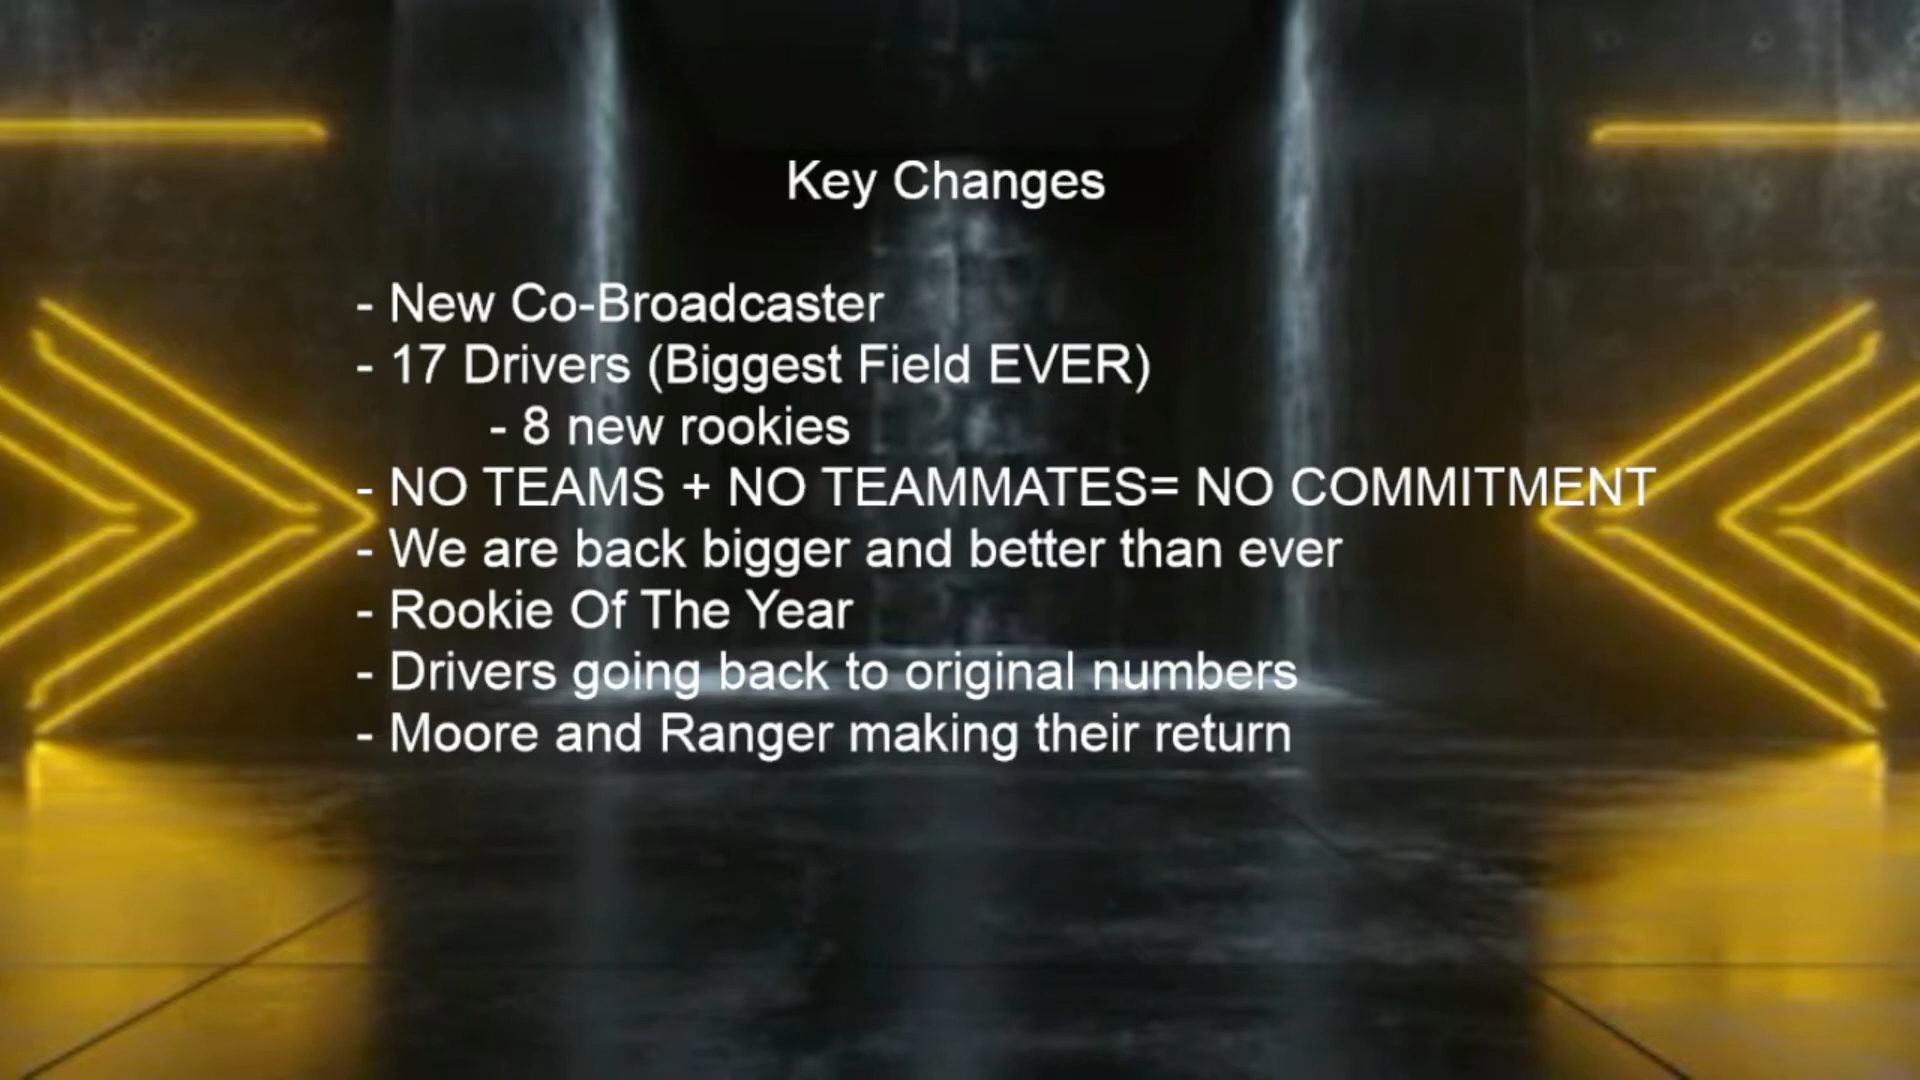 Key Changes
- New Co-Broadcaster
- 17 Drivers (Biggest Field EVER)
- 8 new rookies
- NO TEAMS + NO TEAMMATES= NO COMMITMENT
- We are back bigger and better than ever
- Rookie Of The Year
- Drivers going back to original numbers
- Moore and Ranger making their return